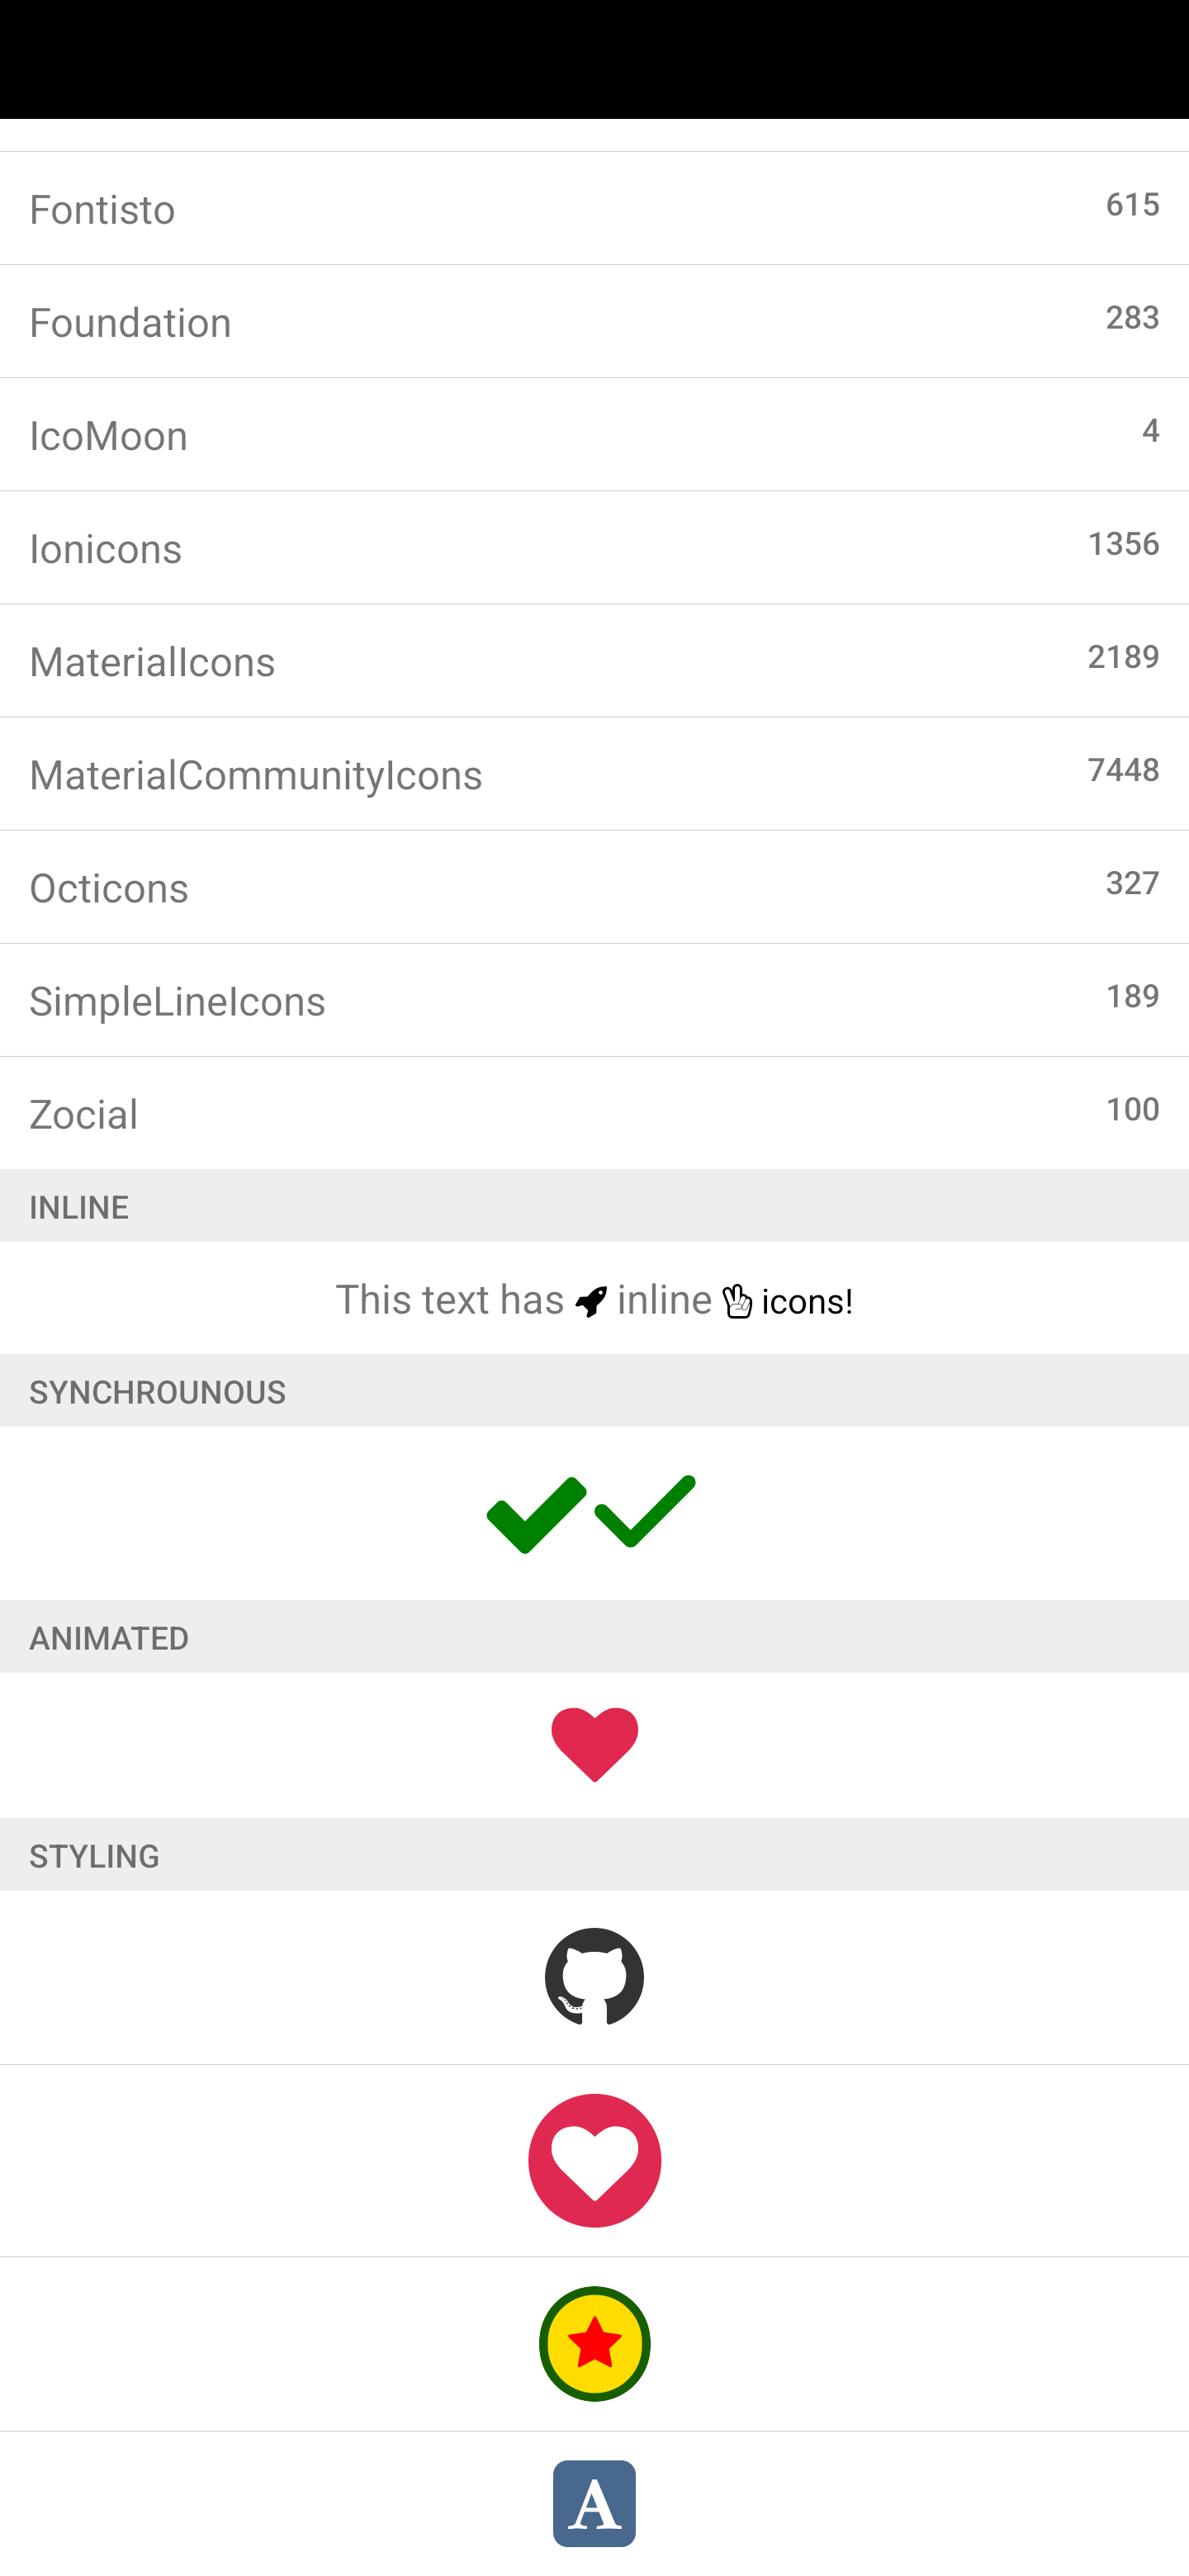 Fontisto 615
Foundation 283
IcoMoon 4
Ionicons 1356
MaterialIcons 2189
MaterialCommunityIcons 7448
Octicons 327
SimpleLineIcons 189
Zocial 100
INLINE
This text has inline icons!
SYNCHROUNOUS
ANIMATED
STYLING
A